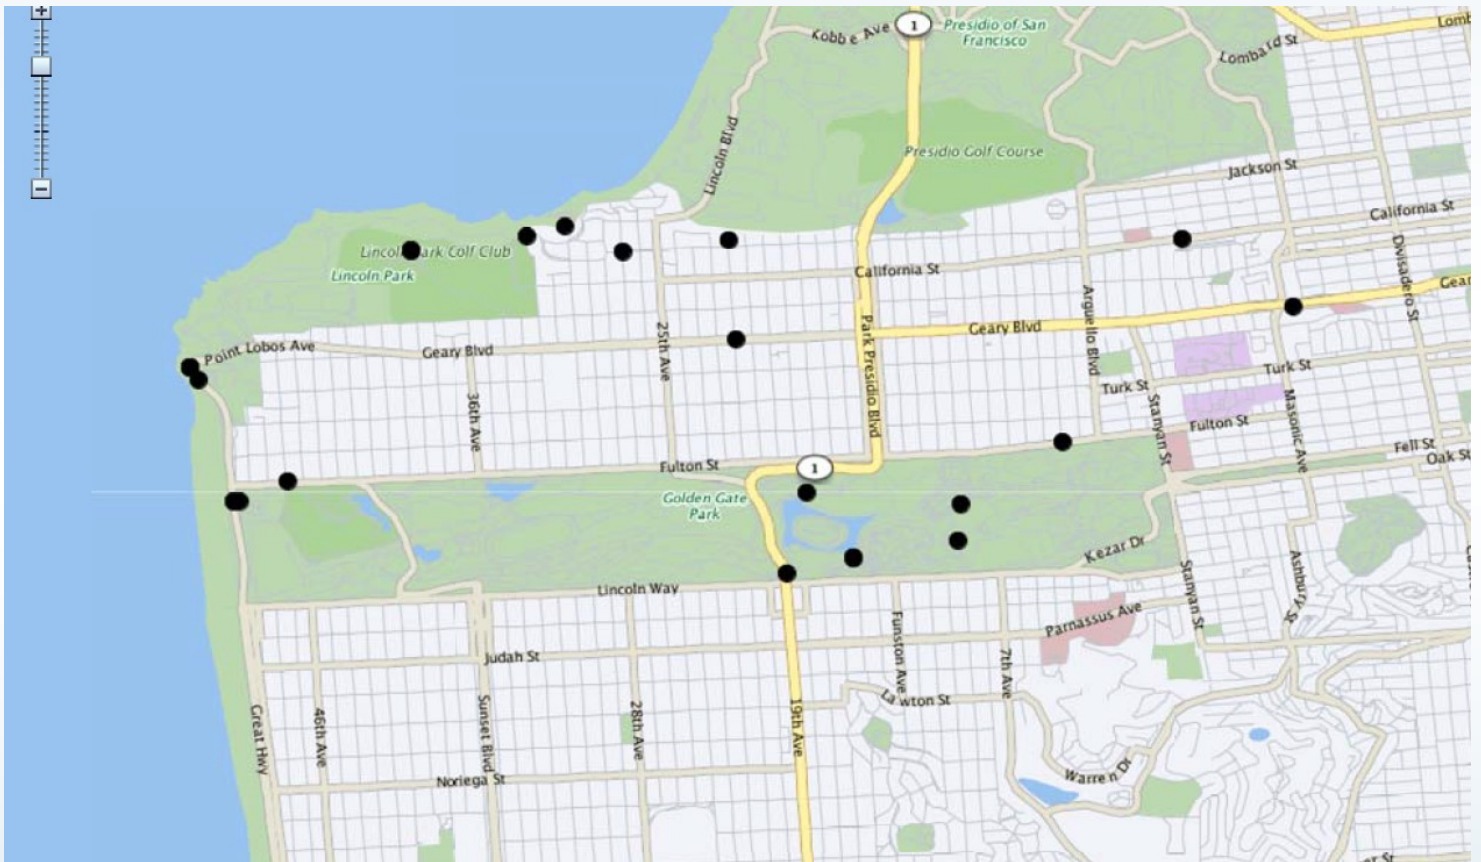 +
1
Presidio of San
Francisco
Lomb
Kobbe Ave
Lombard St
Lincoln Blvd
Presidio Golf Course
Jackson St
California St
Lincoln Park Golf Club
Lincoln Park
California St
Divisadero St
Gear
Arguello Blvd
Geary Blvd
Park Presidio Blvd
25th Ave
Point Lobos Ave
Geary Blvd
Turk St
Turk St
36th Ave
Stanyan St
Masonic Ave
Fulton St
Fell St
Oak St
Fulton St
1
Golden Gate
Park
Kezar Dr
Stanyan St
Ashbury St
Lincoln Way
Parnassus Ave
Funston Ave
Judah St
7th Ave
Lawton St
Great Hwy
46th Ave
Sunset Blvd
28th Ave
19th Ave
Noriega St
Warren Dr